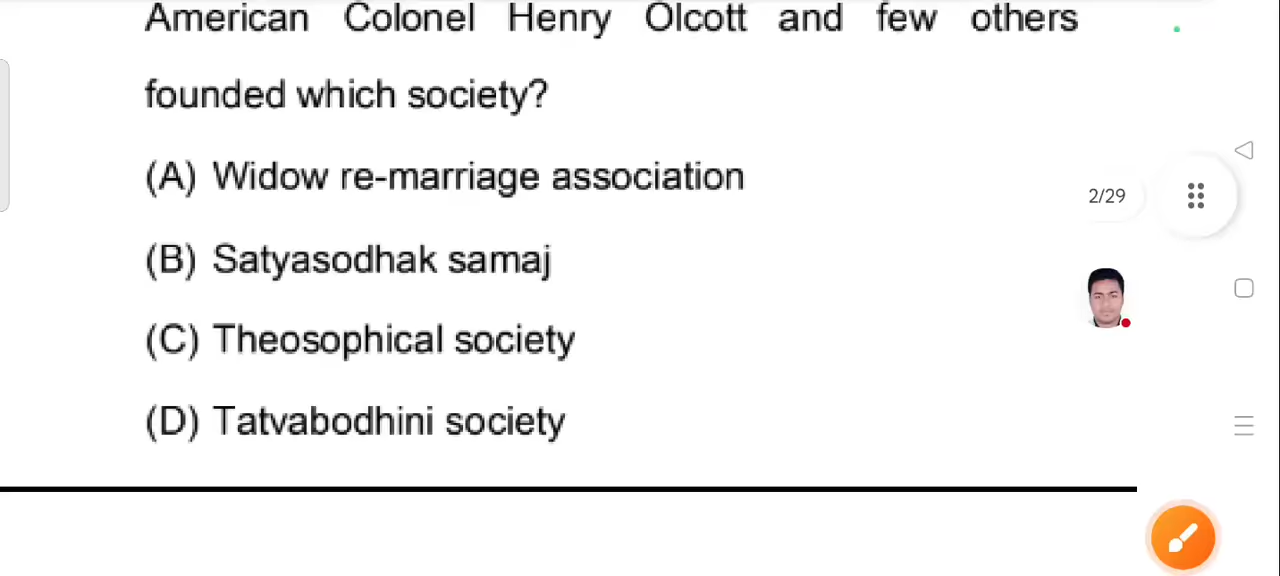 American Colonel Henry Olcott and few others
founded which society?
(A) Widow re-marriage association
(B) Satyasodhak samaj
(C) Theosophical society
(D) Tatvabodhini society
2/29